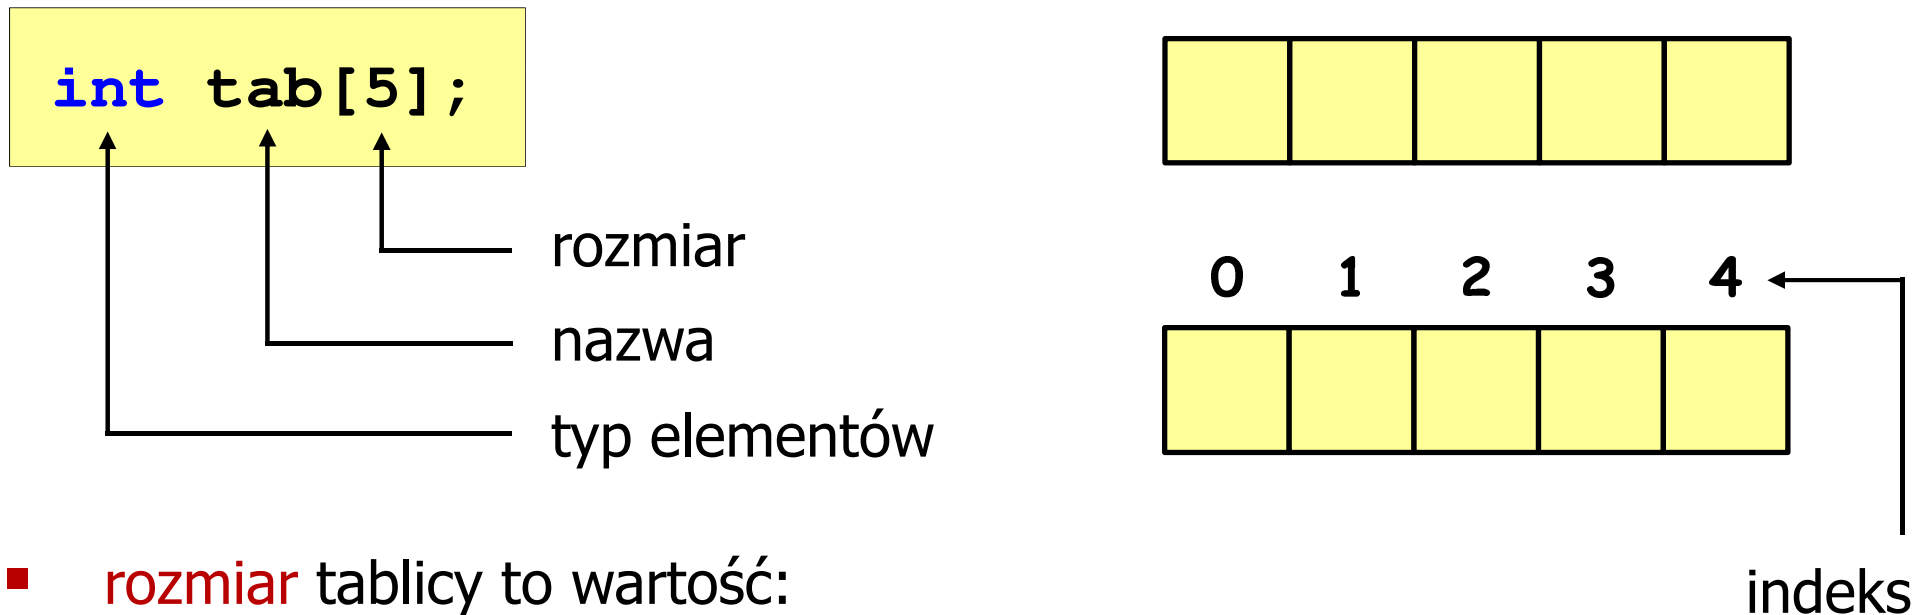 int tab[5];
rozmiar
nazwa
typ elementów
0 1 2 3 4
indeks
rozmiar tablicy to wartość: